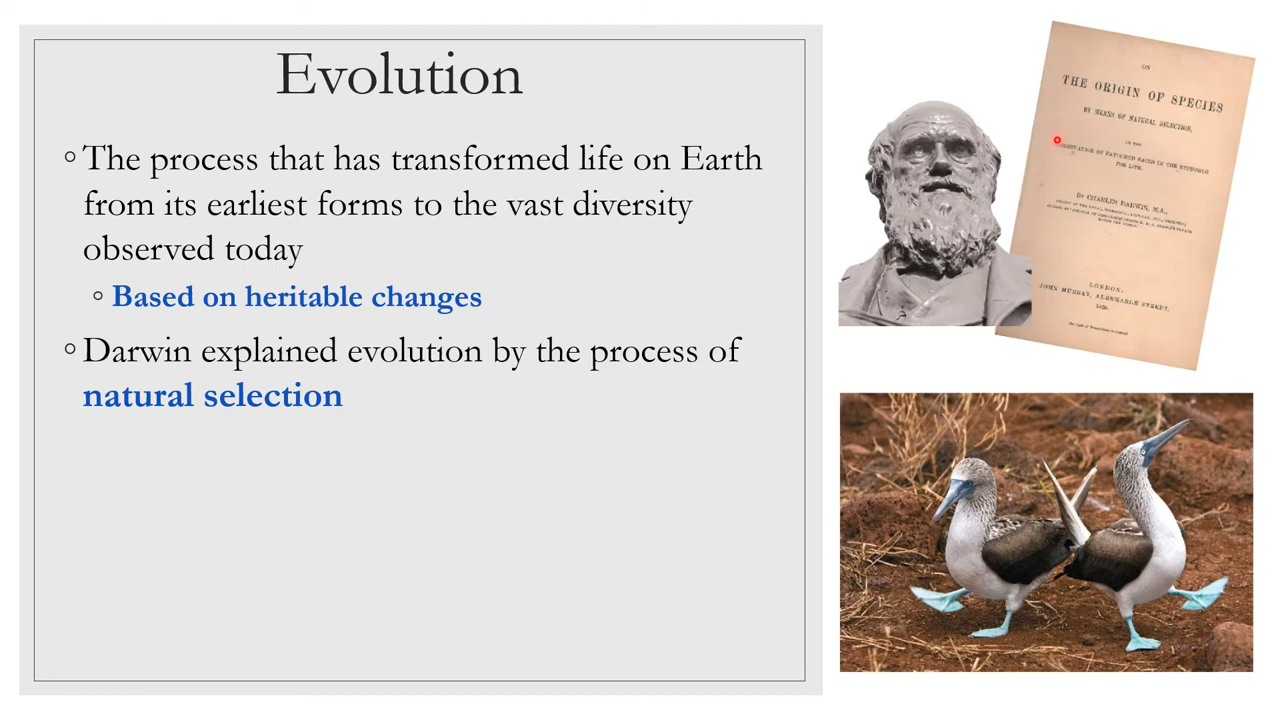 Evolution
The process that has transformed life on Earth
from its earliest forms to the vast diversity
observed today
Based on heritable changes
Darwin explained evolution by the process of
natural selection
ON
THE ORIGIN OF SPECIES
BY MEANS OF NATURAL SELECTION,
OR THE
OF FAVOURED RACES IN THE STRUGGLE
FOR LIFE.
BY CHARLES DARWIN, M.A.,
LONDON:
JOHN MURRAY, ALBEMARLE STREET.
1859.